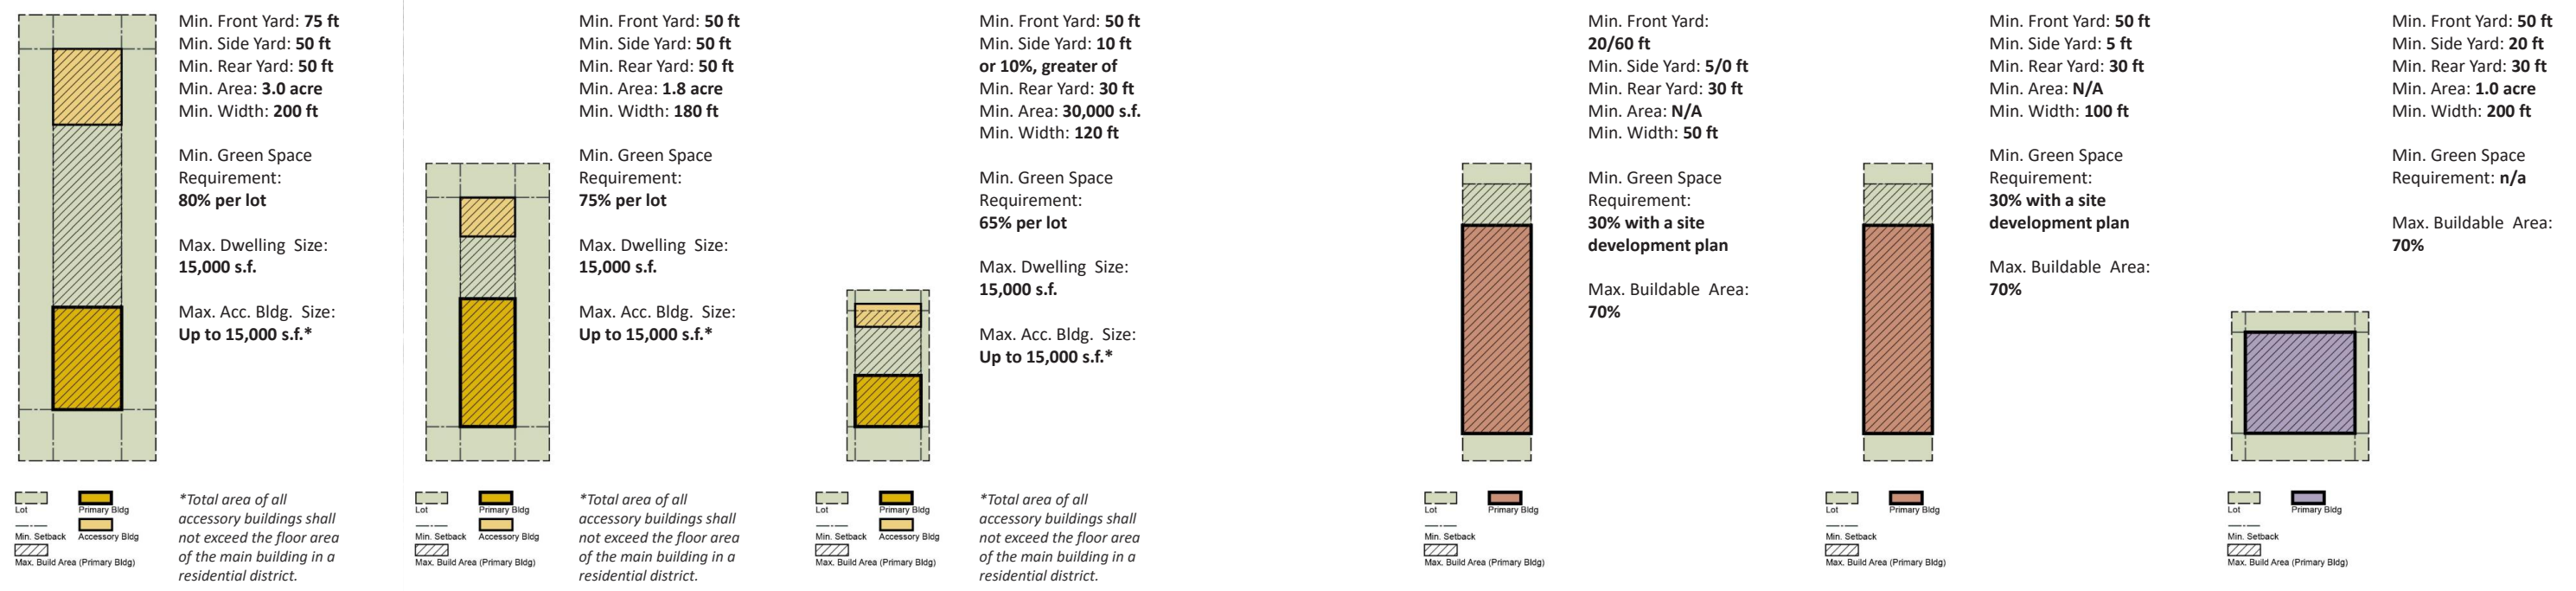 Min. Front Yard: 75 ft
Min. Side Yard: 50 ft
Min. Rear Yard: 50 ft
Min. Area: 3.0 acre
Min. Width: 200 ft
Min. Green Space
Requirement:
80% per lot
Max. Dwelling Size:
15,000 s.f.
Max. Acc. Bldg. Size:
Up to 15,000 s.f.*
Lot
Primary Bldg
Min. Setback
Accessory Bldg
Max. Build Area (Primary Bldg)
*Total area of all
accessory buildings shall
not exceed the floor area
of the main building in a
residential district.
Min. Front Yard: 50 ft
Min. Side Yard: 50 ft
Min. Rear Yard: 50 ft
Min. Area: 1.8 acre
Min. Width: 180 ft
Min. Green Space
Requirement:
75% per lot
Max. Dwelling Size:
15,000 s.f.
Max. Acc. Bldg. Size:
Up to 15,000 s.f.*
Lot
Primary Bldg
Min. Setback
Accessory Bldg
Max. Build Area (Primary Bldg)
*Total area of all
accessory buildings shall
not exceed the floor area
of the main building in a
residential district.
Min. Front Yard: 50 ft
Min. Side Yard: 10 ft
or 10%, greater of
Min. Rear Yard: 30 ft
Min. Area: 30,000 s.f.
Min. Width: 120 ft
Min. Green Space
Requirement:
65% per lot
Max. Dwelling Size:
15,000 s.f.
Max. Acc. Bldg. Size:
Up to 15,000 s.f.*
Lot
Primary Bldg
Min. Setback
Accessory Bldg
Max. Build Area (Primary Bldg)
*Total area of all
accessory buildings shall
not exceed the floor area
of the main building in a
residential district.
Min. Front Yard:
20/60 ft
Min. Side Yard: 5/0 ft
Min. Rear Yard: 30 ft
Min. Area: N/A
Min. Width: 50 ft
Min. Green Space
Requirement:
30% with a site
development plan
Max. Buildable Area:
70%
Lot
Primary Bldg
Min. Setback
Max. Build Area (Primary Bldg)
Min. Front Yard: 50 ft
Min. Side Yard: 5 ft
Min. Rear Yard: 30 ft
Min. Area: N/A
Min. Width: 100 ft
Min. Green Space
Requirement:
30% with a site
development plan
Max. Buildable Area:
70%
Lot
Primary Bldg
Min. Setback
Max. Build Area (Primary Bldg)
Min. Front Yard: 50 ft
Min. Side Yard: 20 ft
Min. Rear Yard: 30 ft
Min. Area: 1.0 acre
Min. Width: 200 ft
Min. Green Space
Requirement: n/a
Max. Buildable Area:
70%
Lot
Primary Bldg
Min. Setback
Max. Build Area (Primary Bldg)